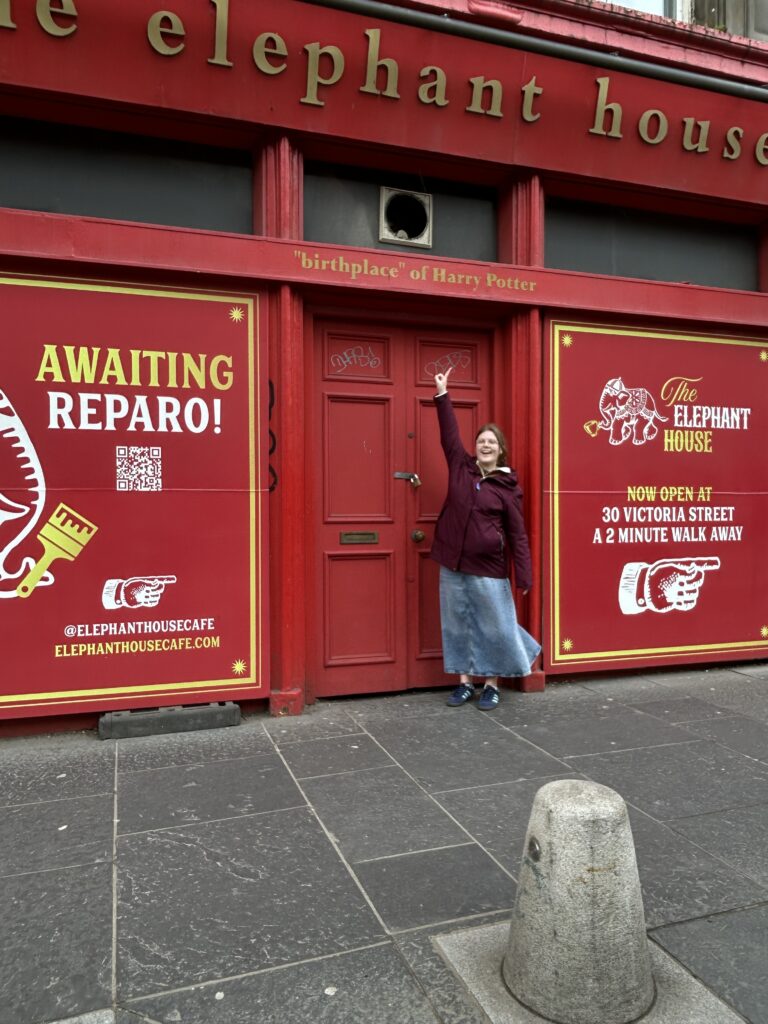 he elephant house
"birthplace" of Harry Potter
AWAITING
REPARO!
@ELEPHANTHOUSECAFE
ELEPHANTHOUSECAFE.COM
The
ELEPHANT
HOUSE
NOW OPEN AT
30 VICTORIA STREET
A 2 MINUTE WALK AWAY